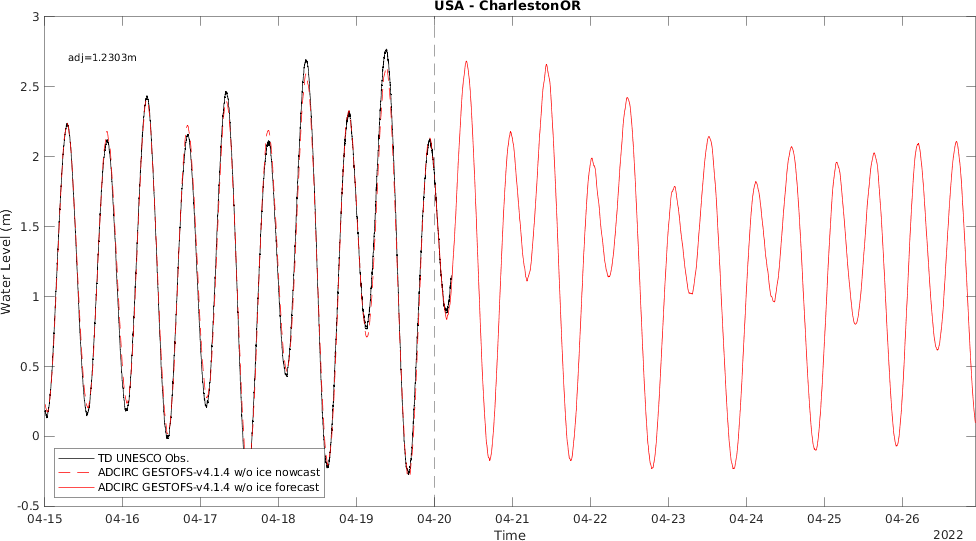 USA - CharlestonOR
adj=1.2303m
3
2.5
2
1.5
1
0.5
0
-0.5
Water Level (m)
TD UNESCO Obs.
ADCIRC GESTOFS-v4.1.4 w/o ice nowcast
ADCIRC GESTOFS-v4.1.4 w/o ice forecast
04-15 04-16 04-17 04-18 04-19 04-20 04-21 04-22 04-23 04-24 04-25 04-26
Time
2022